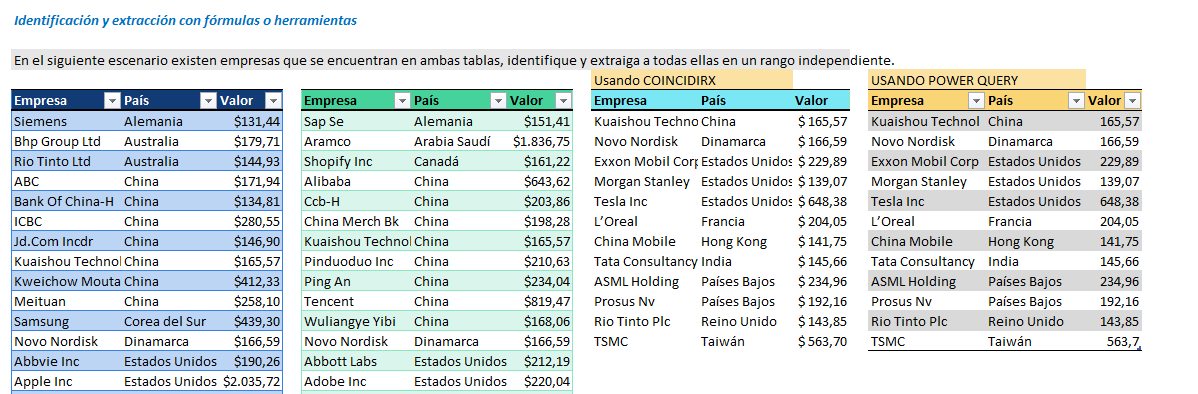 Identificación y extracción con fórmulas o herramientas
En el siguiente escenario existen empresas que se encuentran en ambas tablas, identifique y extraiga a todas ellas en un rango independiente.
Usando COINCIDIRX USANDO POWER QUERY
Empresa País Valor Empresa País Valor Empresa País Valor Empresa País Valor
Siemens Alemania $131,44 Sap Se Alemania $151,41 Kuaishou Techno China $ 165,57 Kuaishou Technol China 165,57
Bhp Group Ltd Australia $179,71 Aramco Arabia Saudí $1.836,75 Novo Nordisk Dinamarca $ 166,59 Novo Nordisk Dinamarca 166,59
Rio Tinto Ltd Australia $144,93 Shopify Inc Canadá $161,22 Exxon Mobil Corp Estados Unidos $ 229,89 Exxon Mobil Corp Estados Unidos 229,89
ABC China $171,94 Alibaba China $643,62 Morgan Stanley Estados Unidos $ 139,07 Morgan Stanley Estados Unidos 139,07
Bank Of China-H China $134,81 Ccb-H China $203,86 Tesla Inc Estados Unidos $ 648,38 Tesla Inc Estados Unidos 648,38
ICBC China $280,55 China Merch Bk China $198,28 L’Oreal Francia $ 204,05 L’Oreal Francia 204,05
Jd.Com Incdr China $146,90 Kuaishou Technol China $165,57 China Mobile Hong Kong $ 141,75 China Mobile Hong Kong 141,75
Kuaishou Technol China $165,57 Pinduoduo Inc China $210,63 Tata Consultancy India $ 145,66 Tata Consultancy India 145,66
Kweichow Mouta China $412,33 Ping An China $234,04 ASML Holding Países Bajos $ 234,96 ASML Holding Países Bajos 234,96
Meituan China $258,10 Tencent China $819,47 Prosus Nv Países Bajos $ 192,16 Prosus Nv Países Bajos 192,16
Samsung Corea del Sur $439,30 Wuliangye Yibi China $168,06 Rio Tinto Plc Reino Unido $ 143,85 Rio Tinto Plc Reino Unido 143,85
Novo Nordisk Dinamarca $166,59 Novo Nordisk Dinamarca $166,59 TSMC Taiwán $ 563,70 TSMC Taiwán 563,7
Abbvie Inc Estados Unidos $190,26 Abbott Labs Estados Unidos $212,19
Apple Inc Estados Unidos $2.035,72 Adobe Inc Estados Unidos $220,04